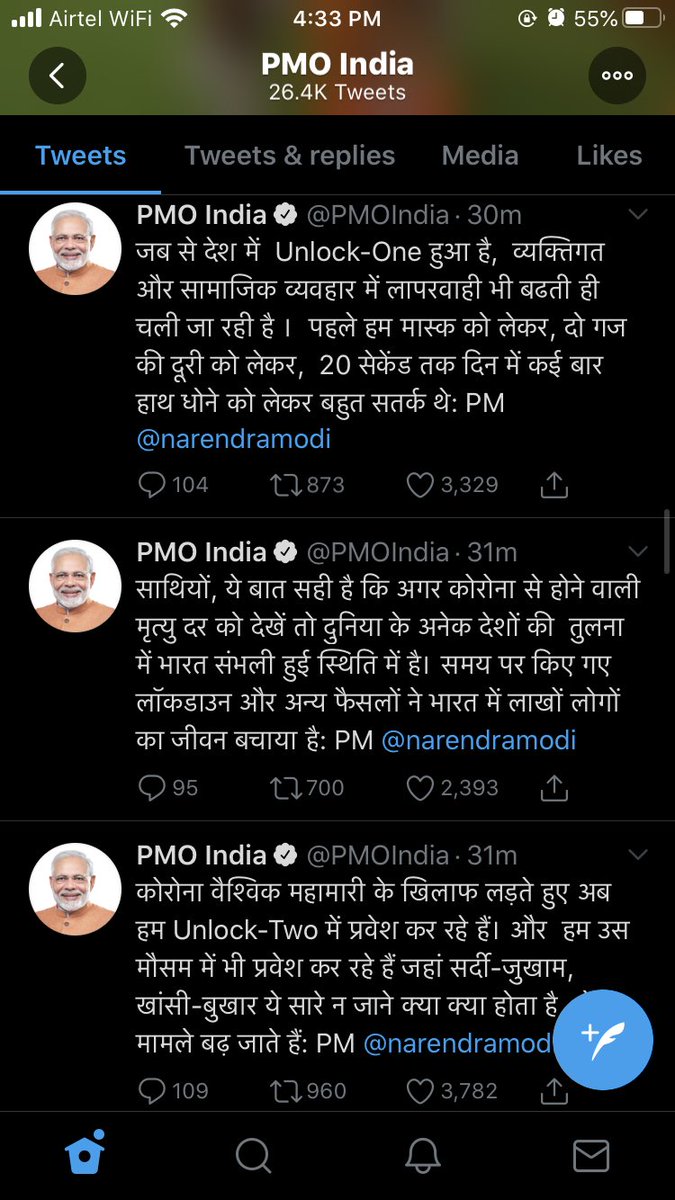 Airtel WiFi 4:33 PM 55%
PMO India
26.4K Tweets
Tweets Tweets & replies Media Likes
PMO India @PMOIndia · 30m
जब से देश में Unlock-One हुआ है, व्यक्तिगत
और सामाजिक व्यवहार में लापरवाही भी बढती ही
चली जा रही है । पहले हम मास्क को लेकर, दो गज
की दूरी को लेकर, 20 सेकेंड तक दिन में कई बार
हाथ धोने को लेकर बहुत सतर्क थे: PM
@narendramodi
104 873 3,329
PMO India @PMOIndia · 31m
साथियों, ये बात सही है कि अगर कोरोना से होने वाली
मृत्यु दर को देखें तो दुनिया के अनेक देशों की तुलना
में भारत संभली हुई स्थिति में है। समय पर किए गए
लॉकडाउन और अन्य फैसलों ने भारत में लाखों लोगों
का जीवन बचाया है: PM @narendramodi
95 700 2,393
PMO India @PMOIndia · 31m
कोरोना वैश्विक महामारी के खिलाफ लड़ते हुए अब
हम Unlock-Two में प्रवेश कर रहे हैं। और हम उस
मौसम में भी प्रवेश कर रहे हैं जहां सर्दी-जुखाम,
खांसी-बुखार ये सारे न जाने क्या क्या होता है
मामले बढ़ जाते हैं: PM @narendramod
109 960 3,782